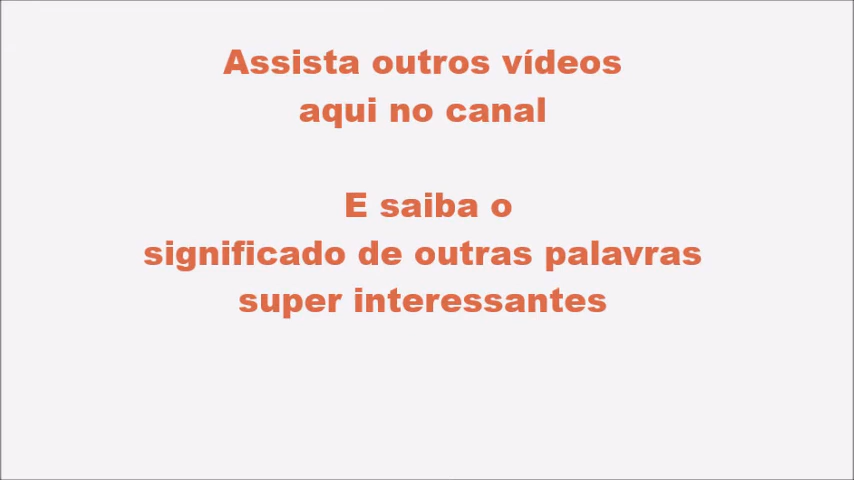 Assista outros vídeos
aqui no canal
E saiba o
significado de outras palavras
super interessantes